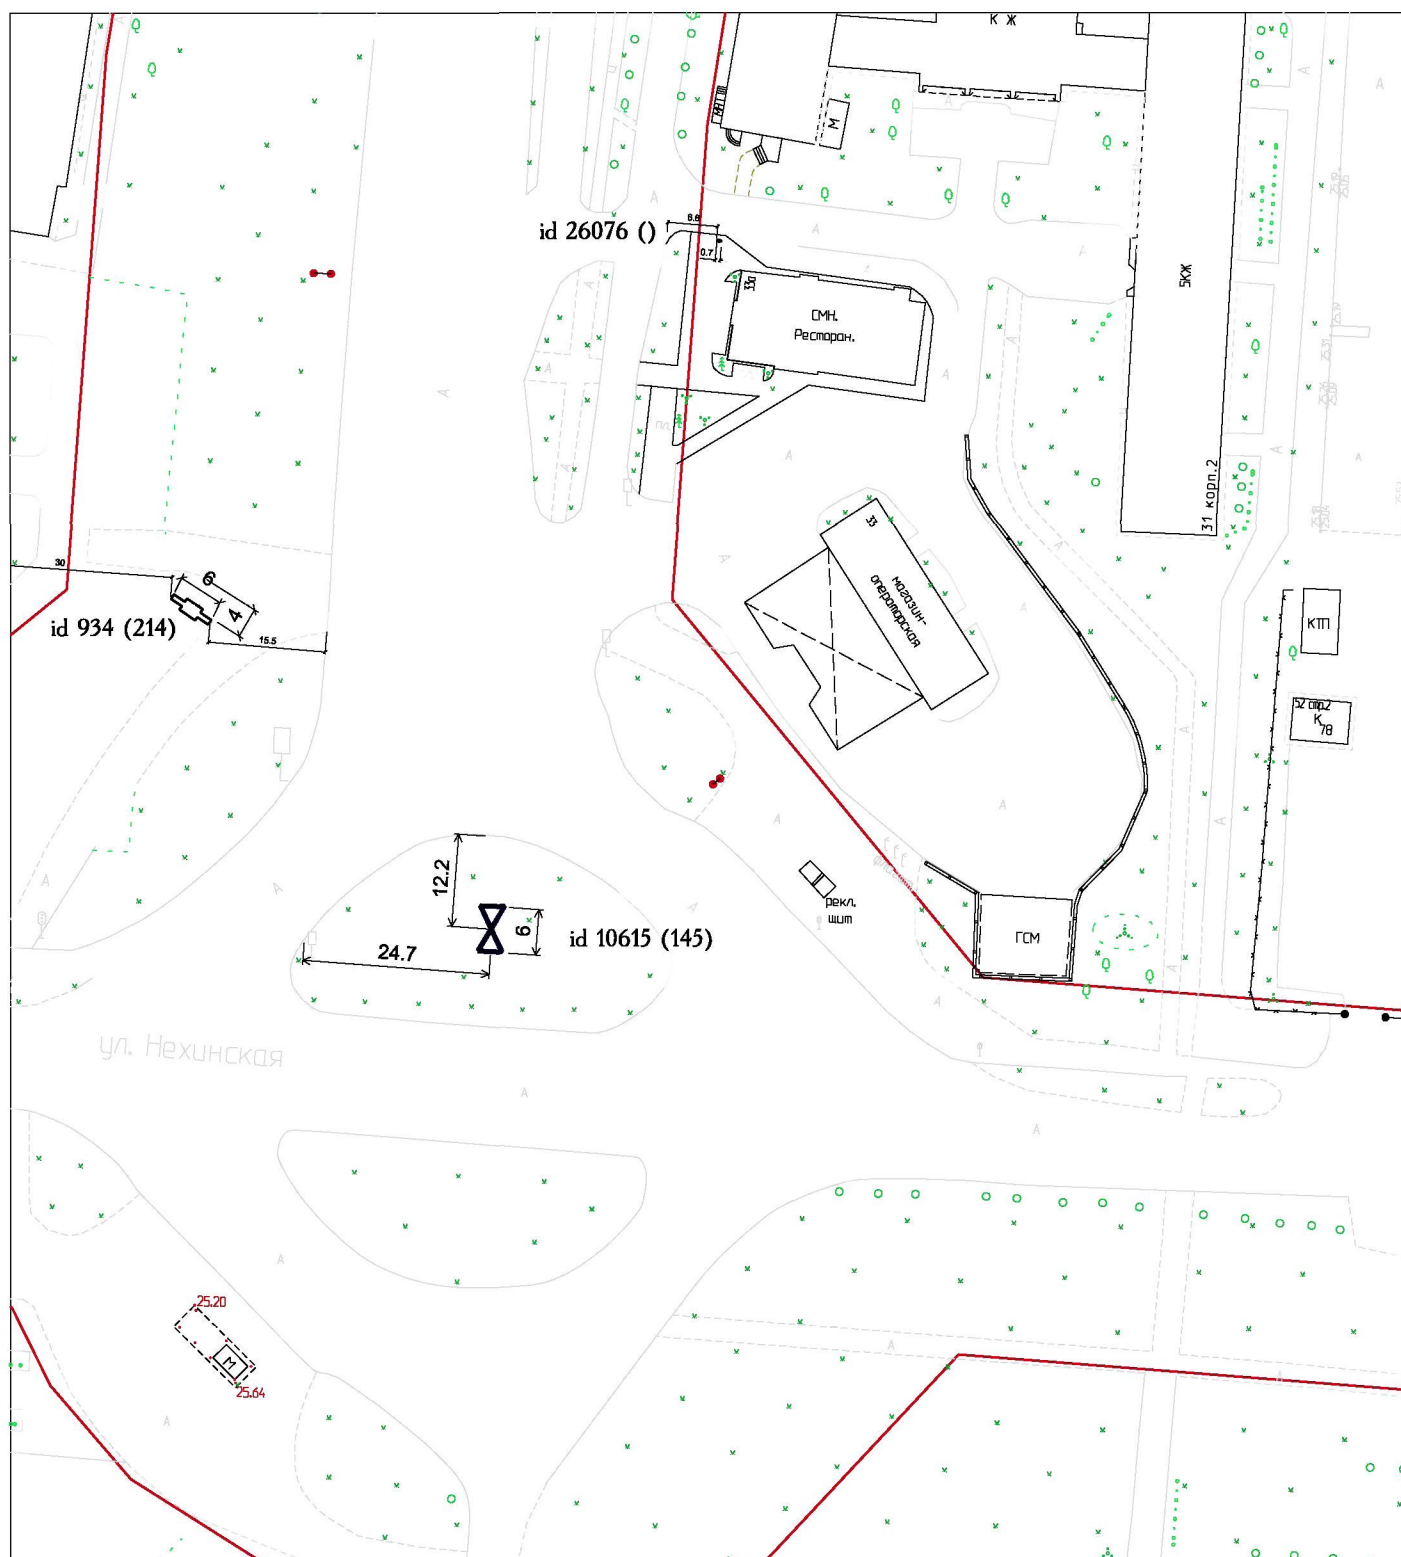 К Ж
М
М
id 26076 ()
6.6
0.7
33а
СМН.
Ресторан.
5КЖ
31 корп.2
30
6
4
id 934 (214)
15.5
33
магазин-
операторская
КТП
52 стр.2
К
78
12.2
6
24.7
id 10615 (145)
рекл.
щит
ГСМ
ул. Нехинская
25.20
М
25.64